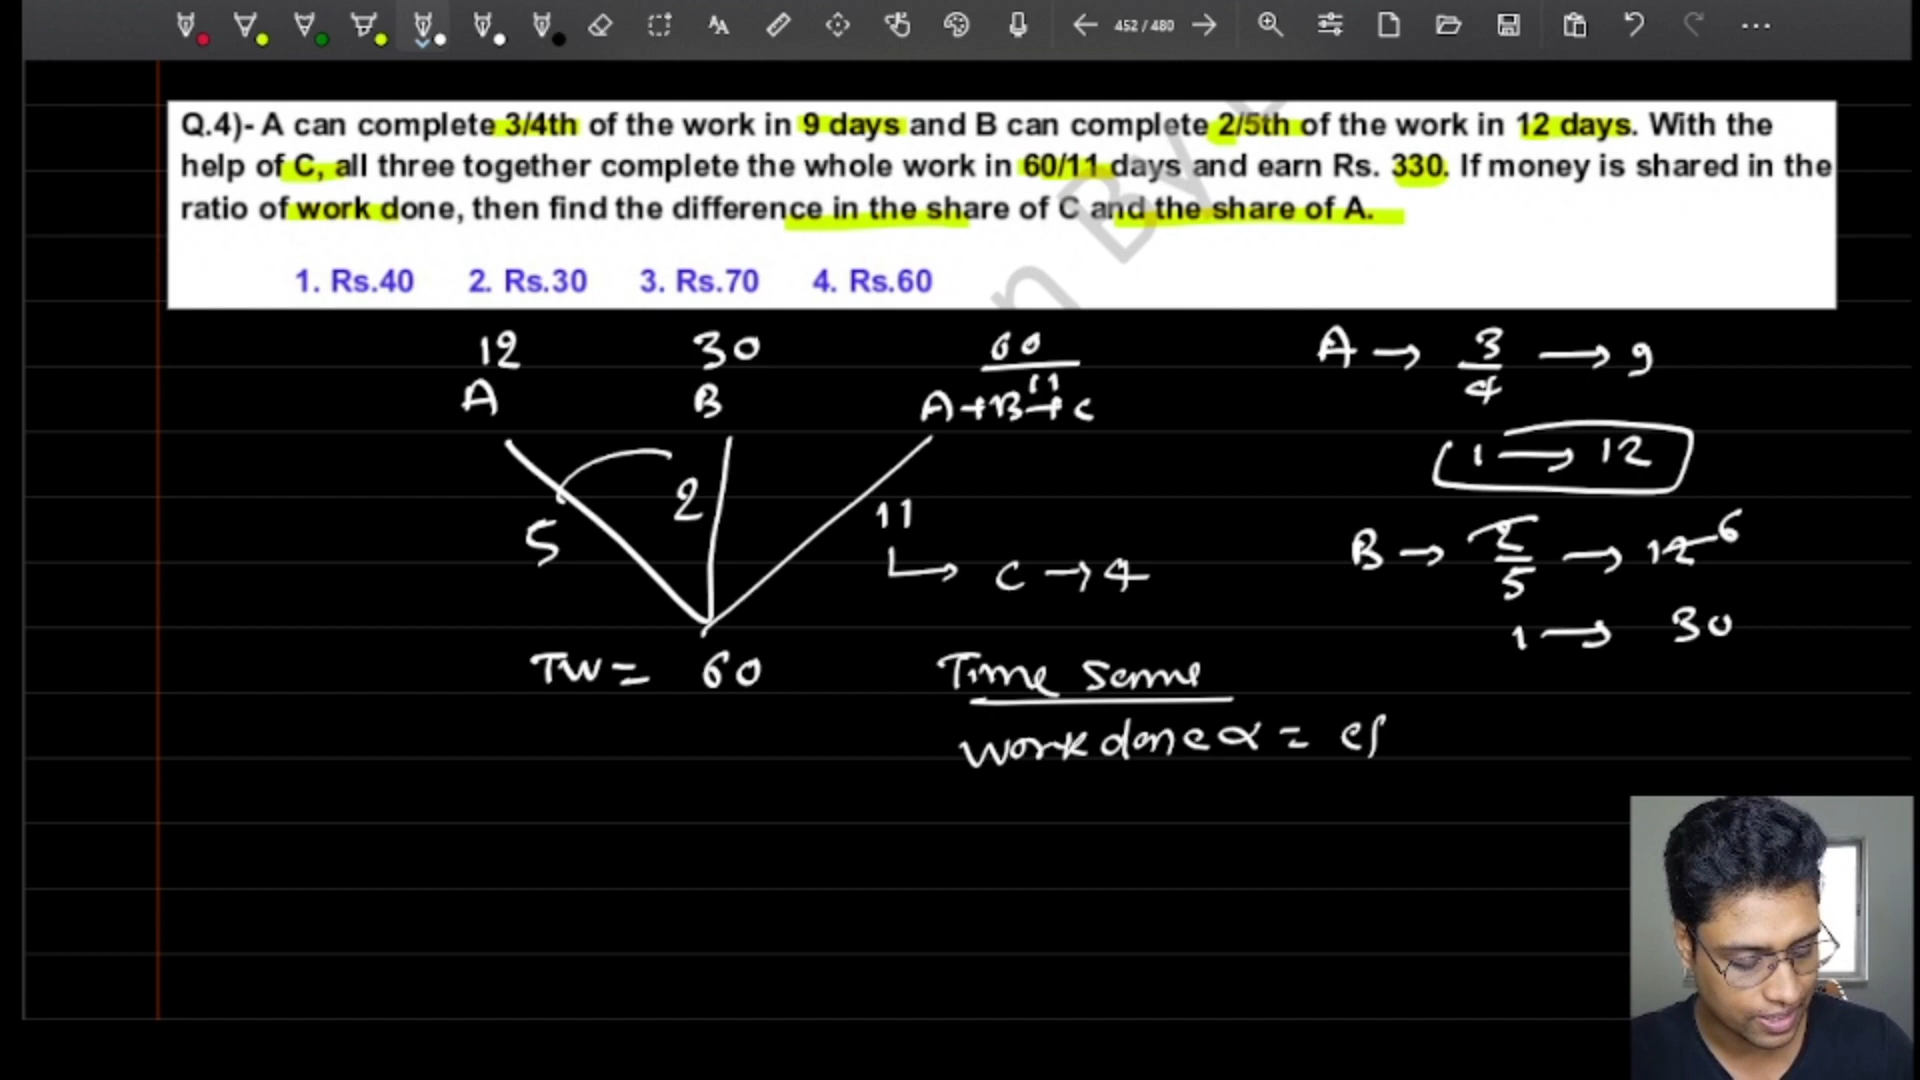 452 / 480
Q.4)- A can complete 3/4th of the work in 9 days and B can complete 2/5th of the work in 12 days. With the
help of C, all three together complete the whole work in 60/11 days and earn Rs. 330. If money is shared in the
ratio of work done, then find the difference in the share of C and the share of A.
n By
1. Rs.40 2. Rs.30 3. Rs.70 4. Rs.60
12 30 60/11
A B A+B+C
5 2 11
C → 4
TW = 60
A → 3/4 → 9
1 → 12
B → 2/5 → 12 6
1 → 30
Time same
work done α = ef